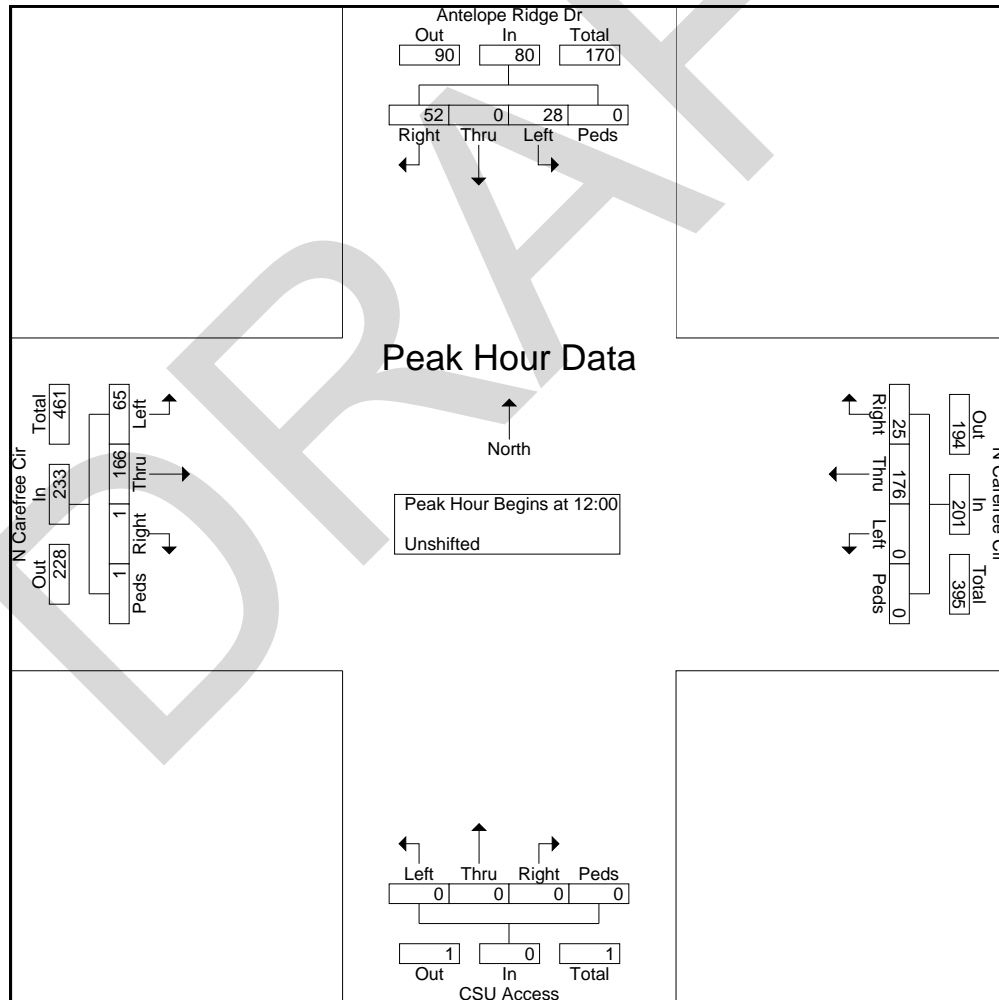 Antelope Ridge Dr
Out In Total
90 80 170
52 0 28 0
Right Thru Left Peds
Peak Hour Data
North
Peak Hour Begins at 12:00
Unshifted
N Carefree Cir
Out In Total
228 233 461
Left Thru Right Peds
65 166 1 1
N Carefree Cir
Out In Total
194 201 395
Right Thru Left Peds
25 176 0 0
Left Thru Right Peds
0 0 0 0
1 0 1
Out In Total
CSU Access
DRAF